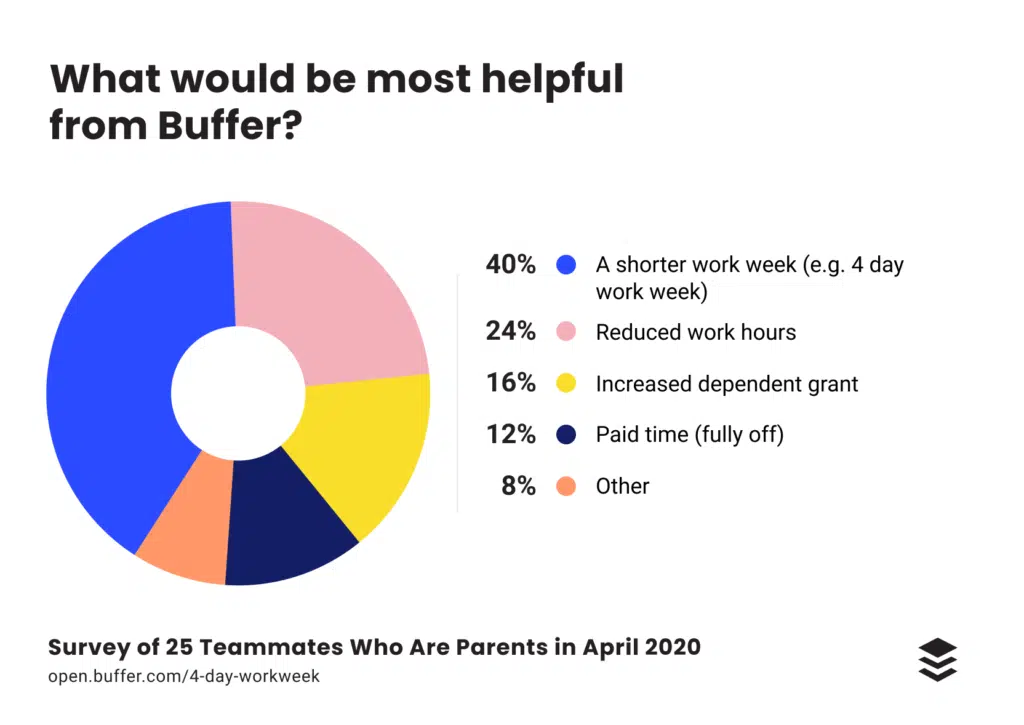 What would be most helpful
from Buffer?
40% A shorter work week (e.g. 4 day
work week)
24% Reduced work hours
16% Increased dependent grant
12% Paid time (fully off)
8% Other
Survey of 25 Teammates Who Are Parents in April 2020
open.buffer.com/4-day-workweek